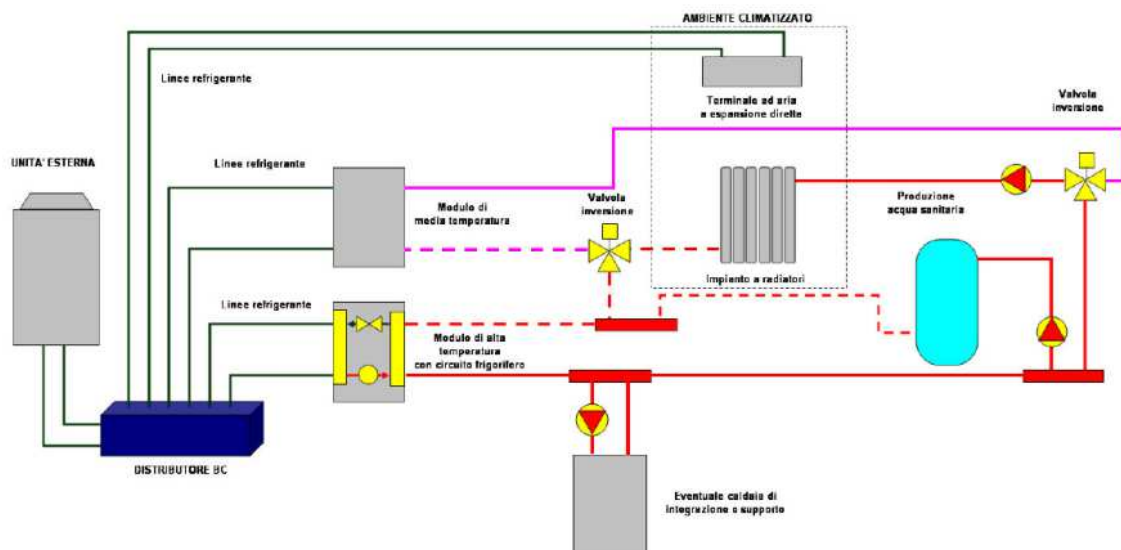 AMBIENTE CLIMATIZZATO
Linee refrigerante
Terminale ad aria
a espansione diretta
Valvola
inversione
UNITA' ESTERNA
Linee refrigerante
Modulo di
media temperatura
Valvola
inversione
Produzione
acqua sanitaria
Impianto a radiatori
Linee refrigerante
Modulo di alta
temperatura
con circuito frigorifero
DISTRIBUTORE BC
Eventuale caldaia di
integrazione o supporto